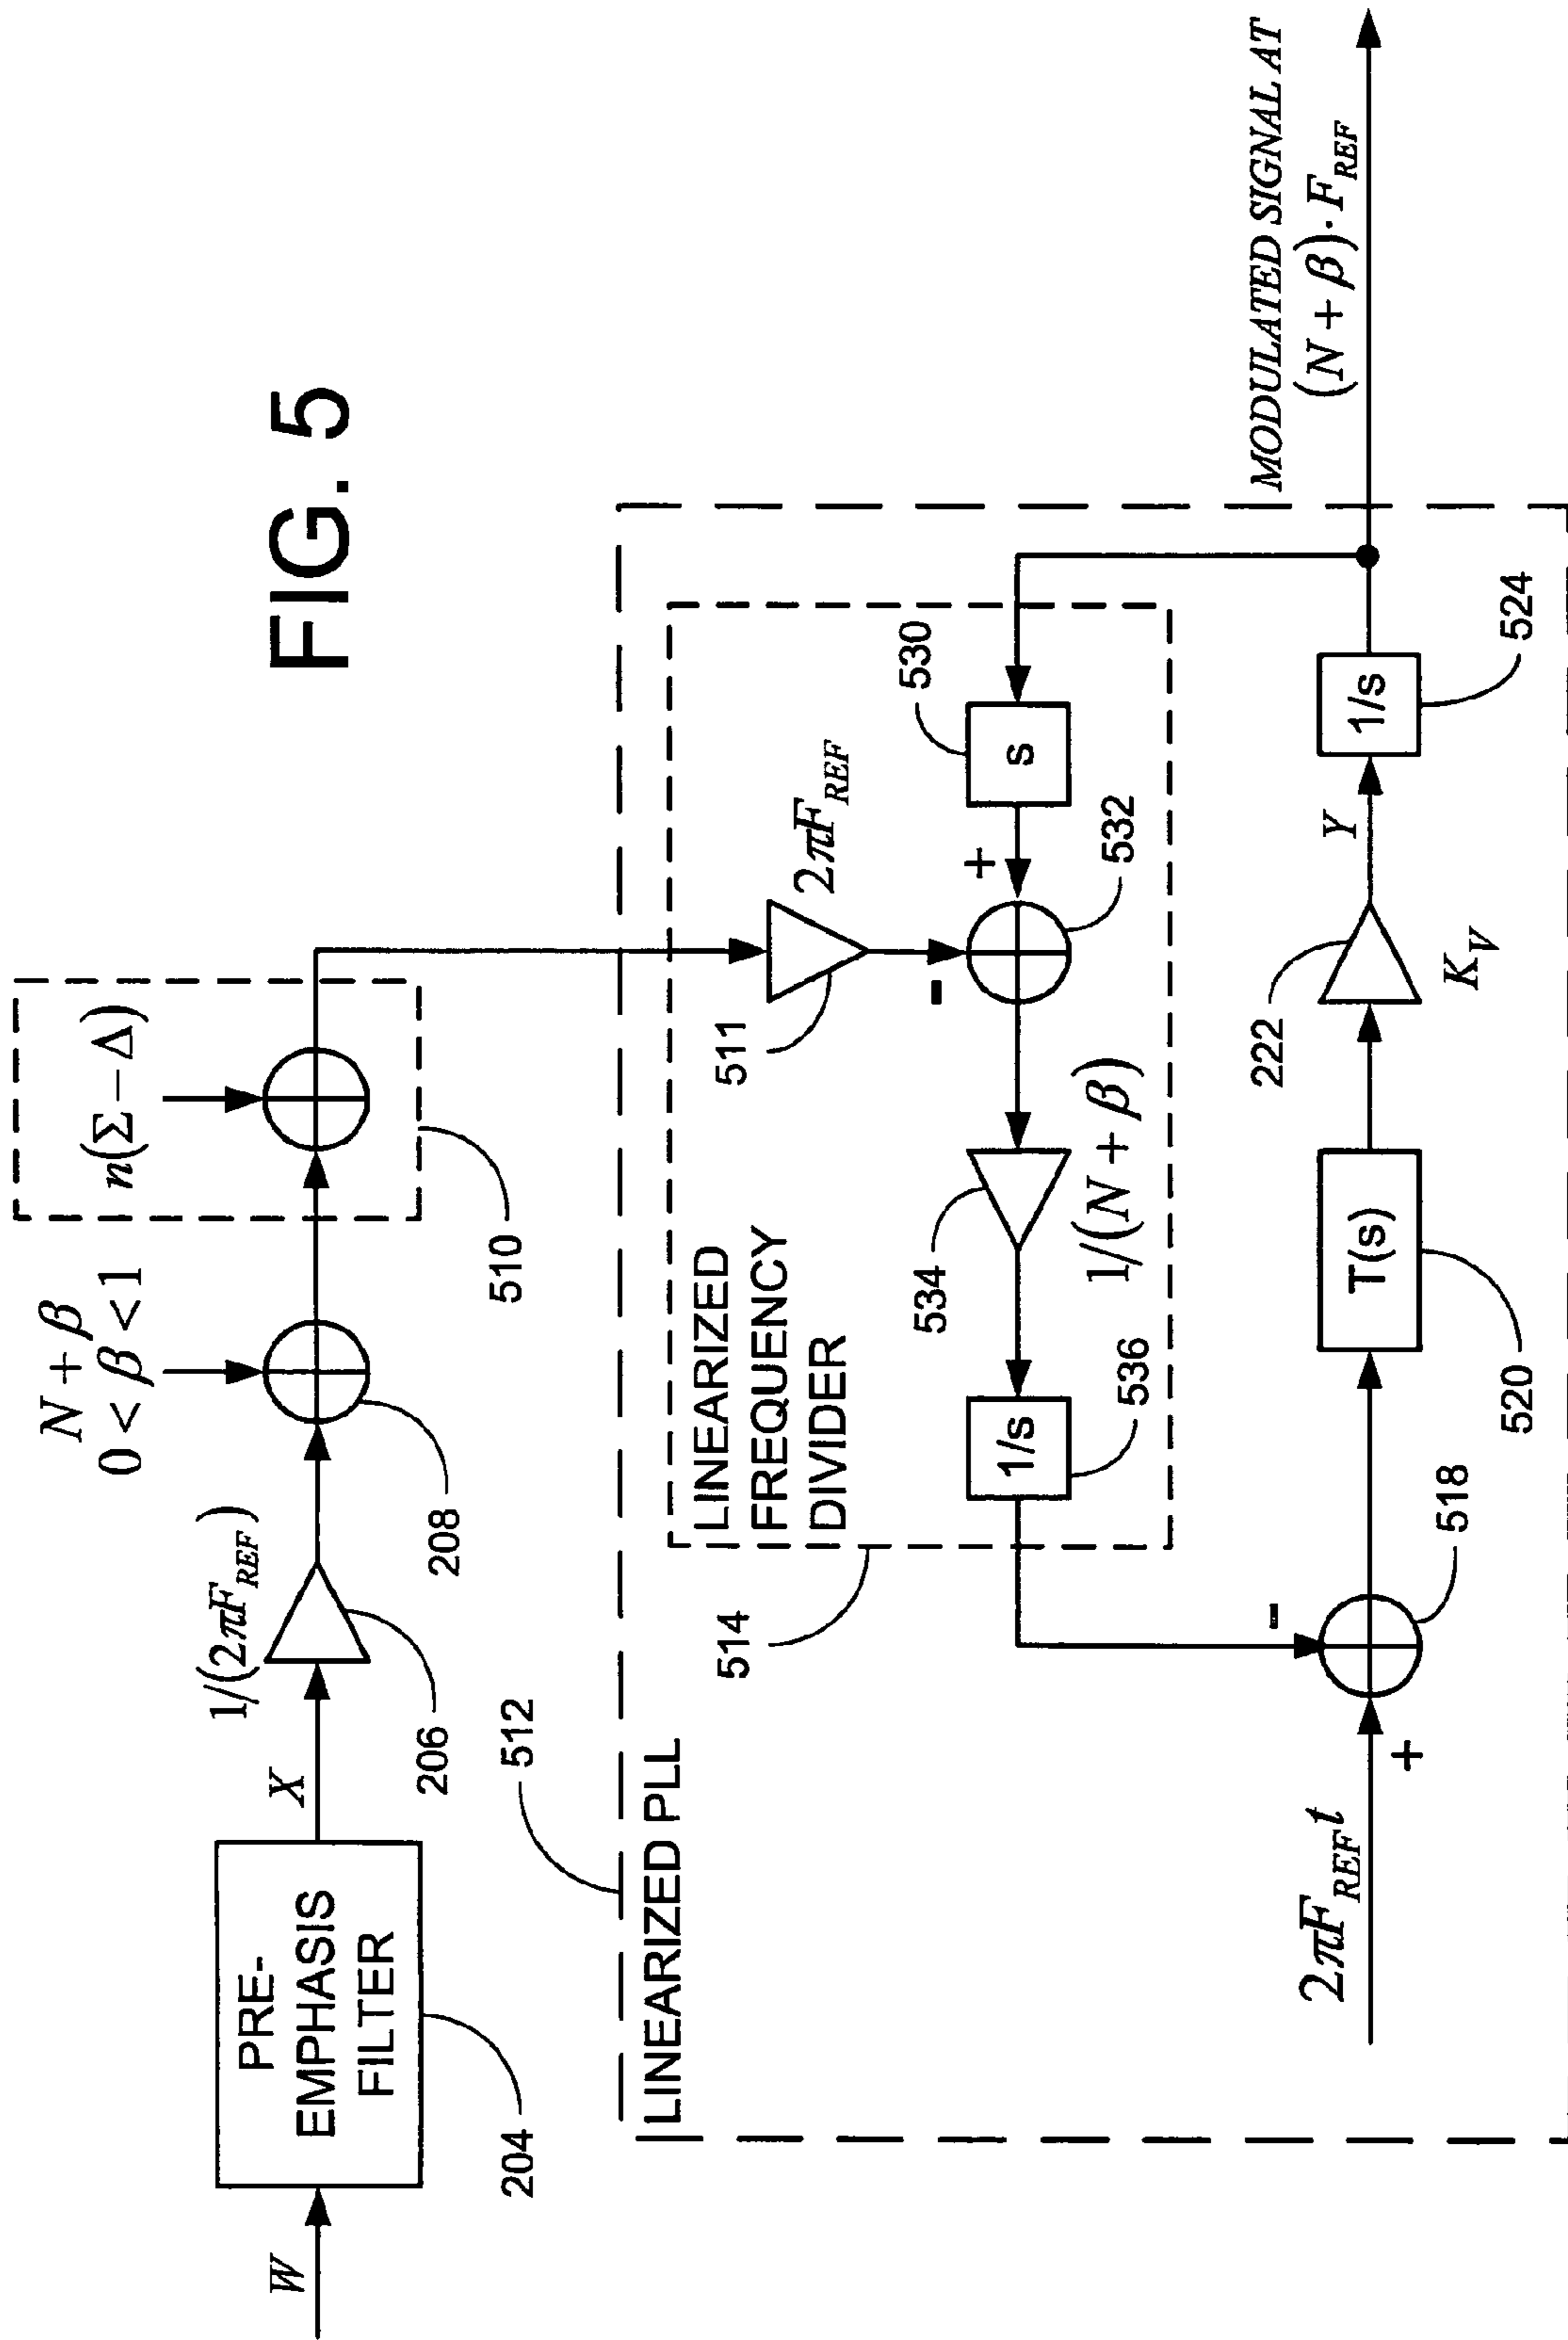 FIG. 5
W
PRE-
EMPHASIS
FILTER
204
X
1/(2πF_REF)
206
N + β
0 < β < 1
208
n(Σ − Δ)
510
LINEARIZED PLL
512
LINEARIZED
FREQUENCY
DIVIDER
514
511
2πF_REF
-
+
s
530
532
534
1/(N + β)
1/s
536
2πF_REF t
+
-
518
T(s)
520
222
K_V
Y
1/s
524
MODULATED SIGNAL AT
(N + β) · F_REF